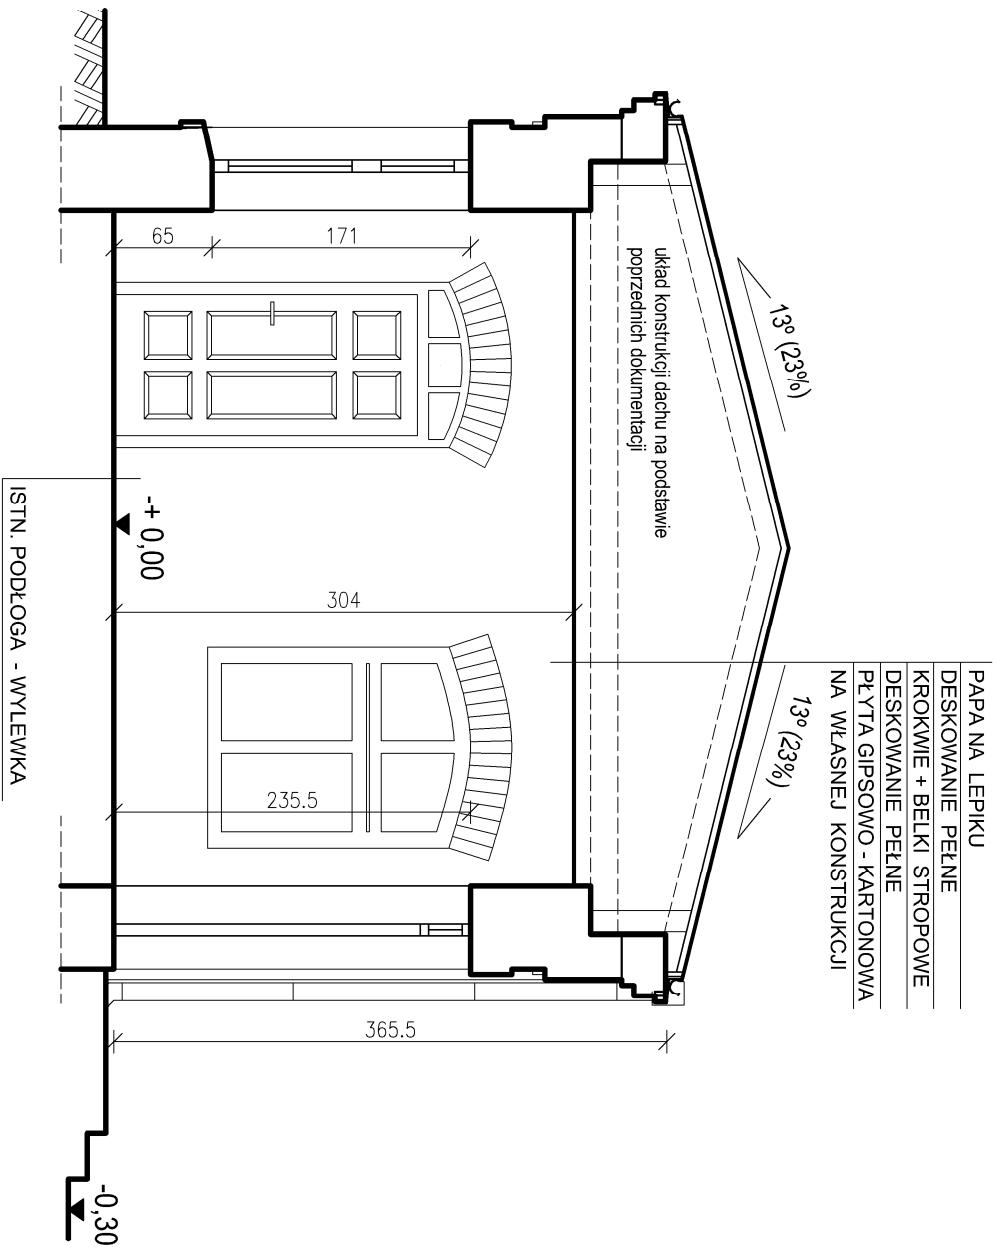 PAPA NA LEPIKU
DESKOWANIE PEŁNE
KROKWIE + BELKI STROPOWE
DESKOWANIE PEŁNE
PŁYTA GIPSOWO - KARTONOWA
NA WŁASNEJ KONSTRUKCJI
13º (23%)
13º (23%)
układ konstrukcji dachu na podstawie
poprzednich dokumentacji
171
65
304
235.5
365.5
-+ 0,00
-0,30
ISTN. PODŁOGA - WYLEWKA